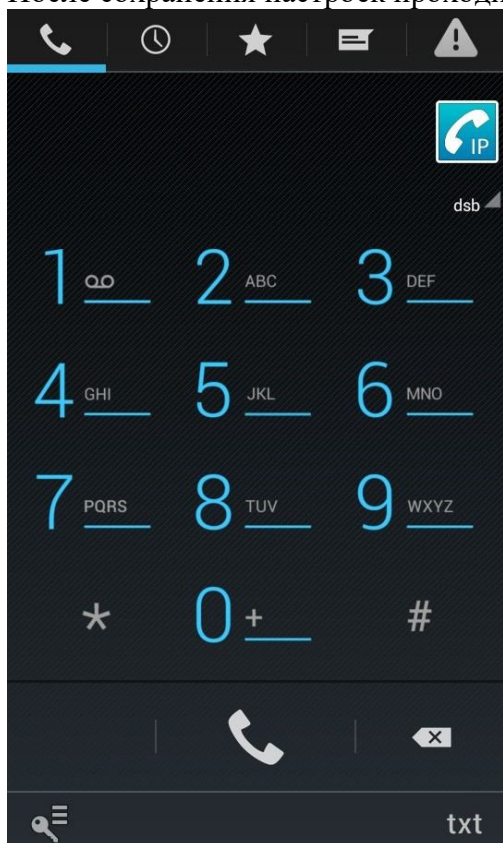 После сохранения настроек проходи
IP
dsb
1 2 ABC 3 DEF
4 GHI 5 JKL 6 MNO
7 PQRS 8 TUV 9 WXYZ
* 0 + #
txt